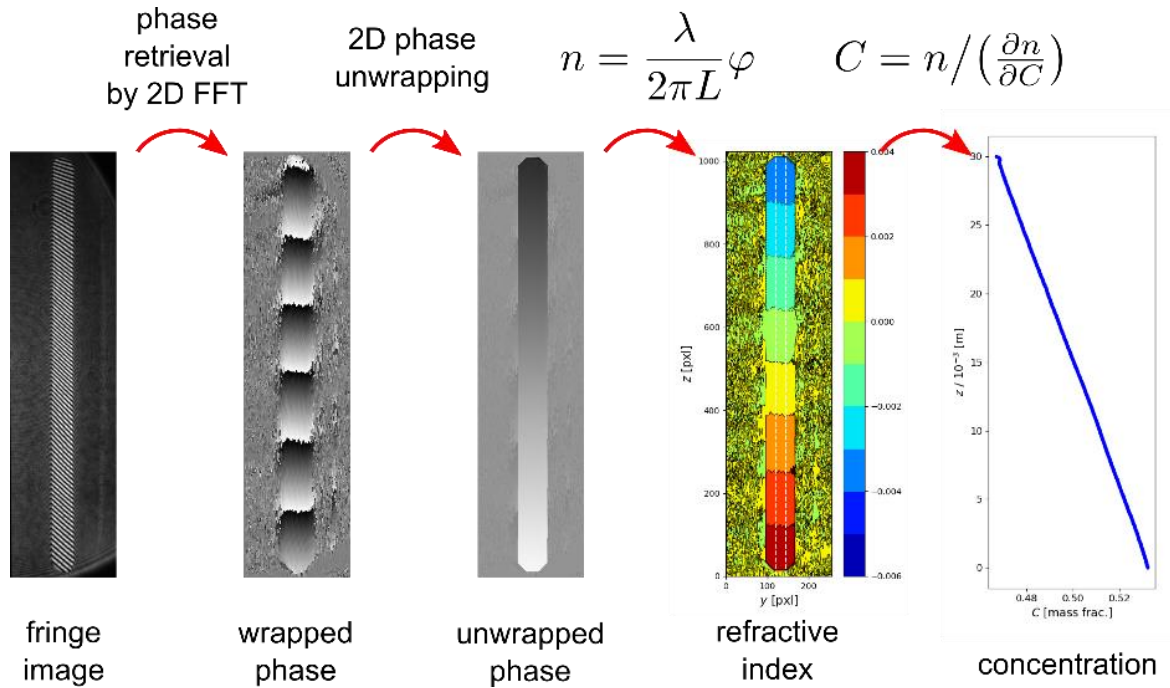 phase
retrieval
by 2D FFT
2D phase
unwrapping
n = λ / 2πL φ
C = n/(∂n/∂C)
1000
800
600
400
200
0
0 100 200
y [pxl]
z [pxl]
0.004
0.002
0.000
−0.002
−0.004
−0.006
30
25
20
15
10
5
0
0.48 0.50 0.52
C [mass frac.]
z / 10⁻³ [m]
fringe
image
wrapped
phase
unwrapped
phase
refractive
index
concentration